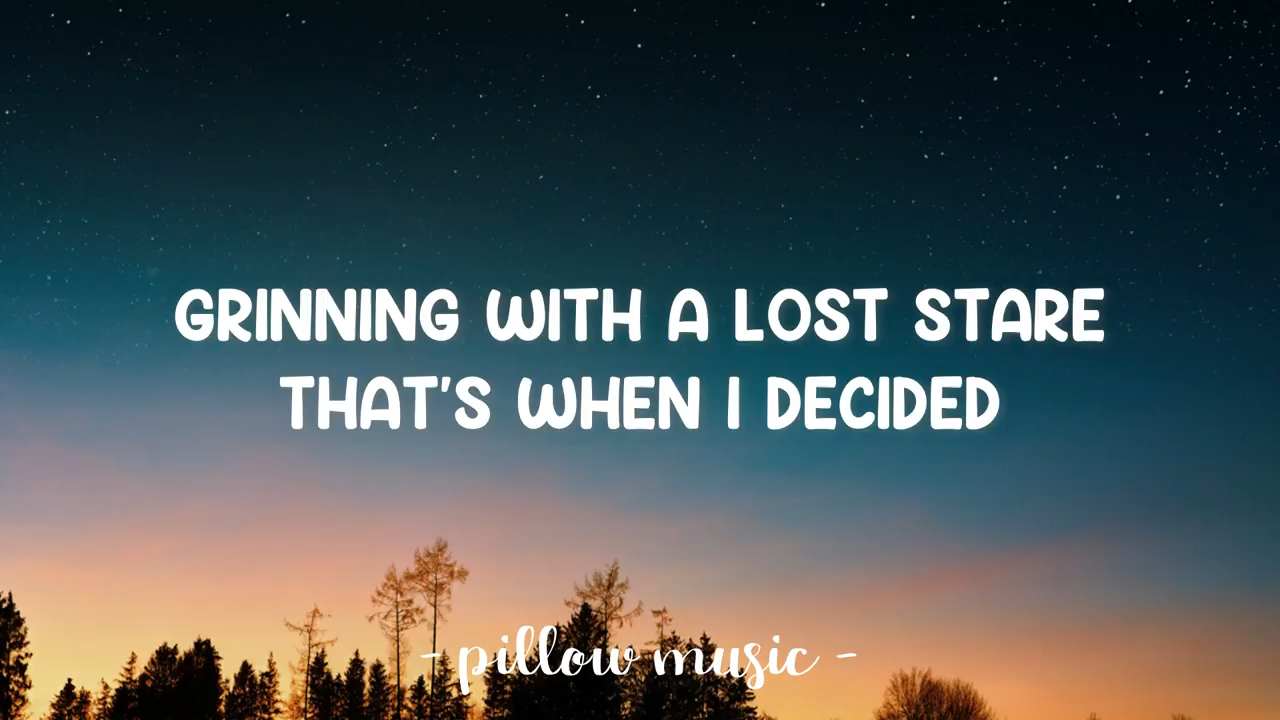 GRINNING WITH A LOST STARE
THAT'S WHEN I DECIDED
- pillow music -